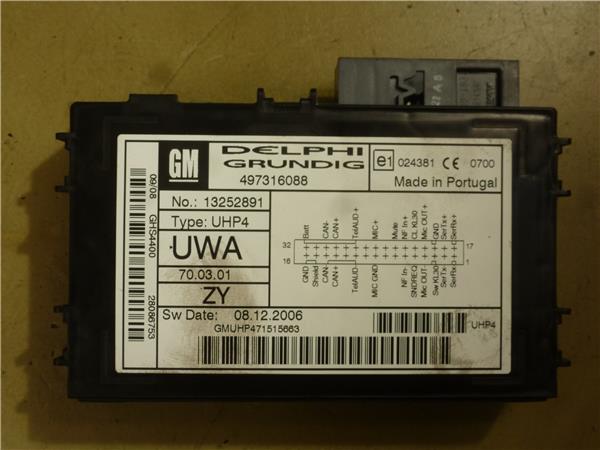 GM
DELPHI
GRUNDIG
497316088
e1 024381 CE 0700
Made in Portugal
No.: 13252891
Type: UHP4
UWA
70.03.01
ZY
Sw Date: 08.12.2006
GMUHP471515663
UHP4
09/08 GHS4400 28086753
Batt CAN- CAN+ TelAUD+ MIC+ Mute NF In+ CL KL30 Mic OUT+ GND SerTx+ SerRx+
32 17
16 1
GND Shield CAN- CAN+ TelAUD- MIC GND NF In- SNDREQ Mic OUT- Sw KL30 SerTx- SerRx-